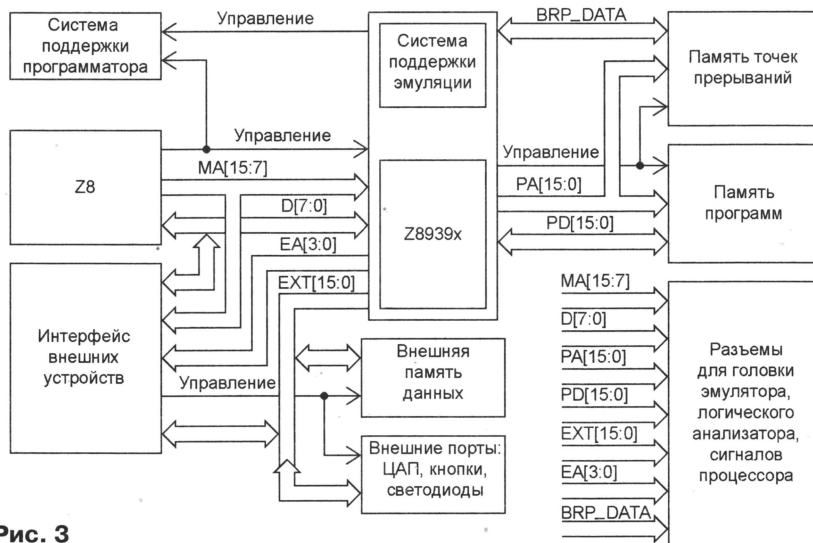 Система
поддержки
программатора
Управление
Система
поддержки
эмуляции
BRP_DATA
Память точек
прерываний
Z8
Управление
MA[15:7]
D[7:0]
EA[3:0]
EXT[15:0]
Z8939x
Управление
PA[15:0]
PD[15:0]
Память
программ
Интерфейс
внешних
устройств
Управление
Внешняя
память
данных
Внешние порты:
ЦАП, кнопки,
светодиоды
MA[15:7]
D[7:0]
PA[15:0]
PD[15:0]
EXT[15:0]
EA[3:0]
BRP_DATA
Разъемы
для головки
эмулятора,
логического
анализатора,
сигналов
процессора
Рис. 3